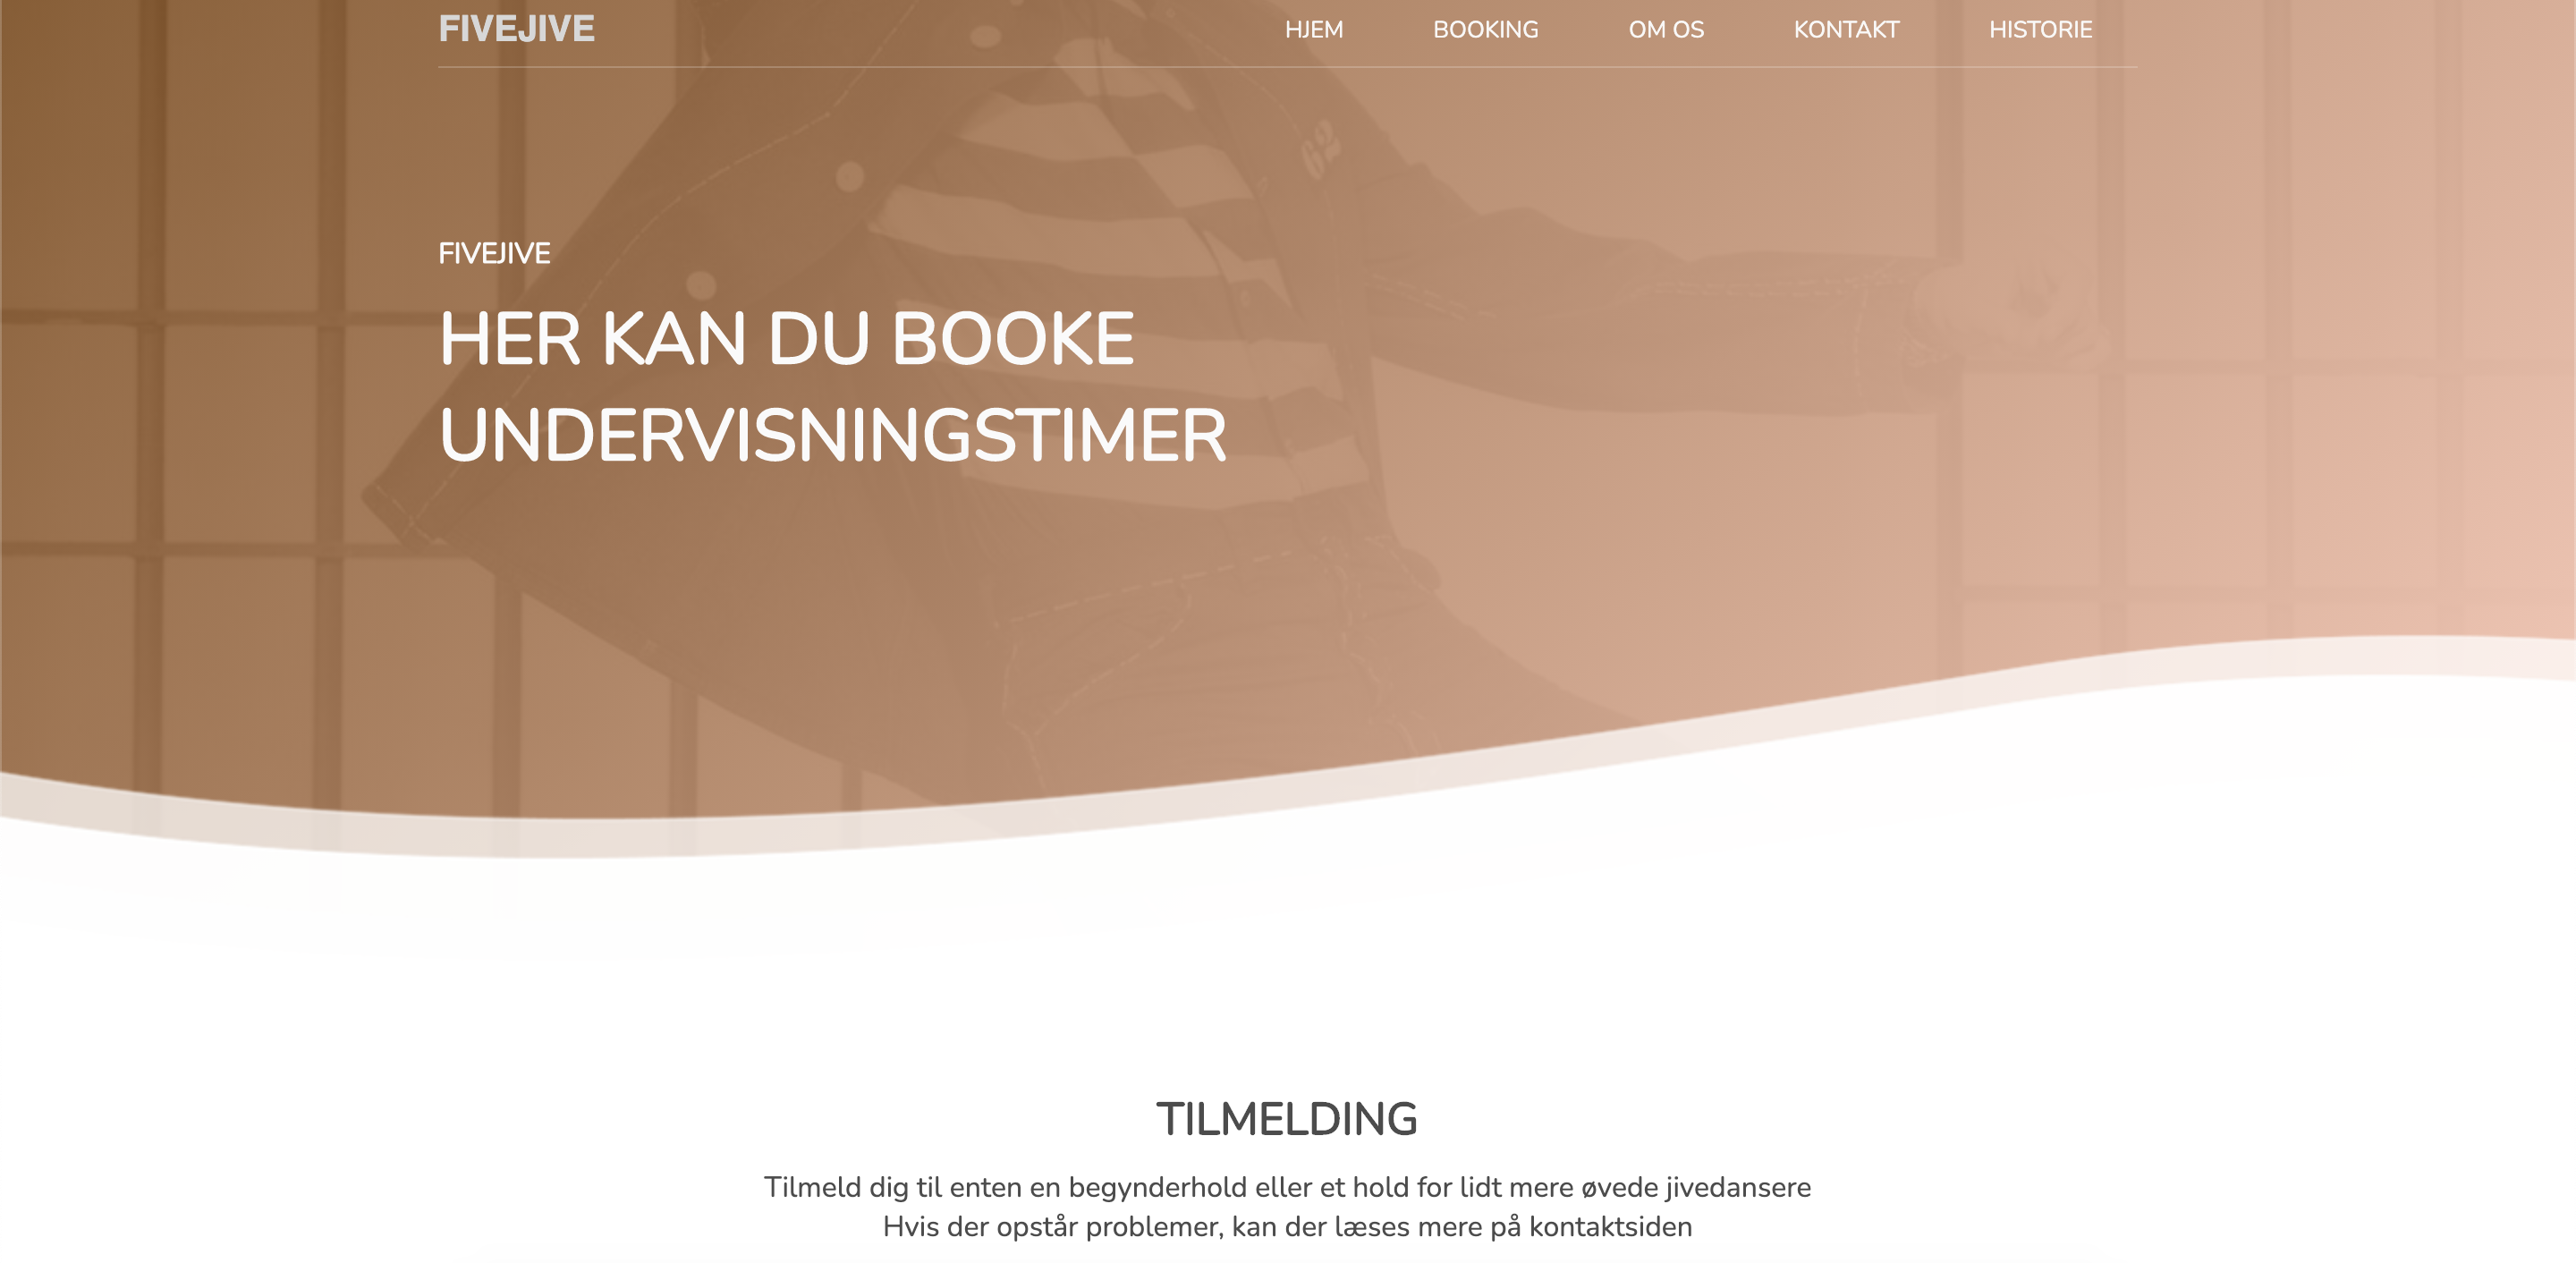 FIVEJIVE
HJEM BOOKING OM OS KONTAKT HISTORIE
FIVEJIVE
HER KAN DU BOOKE
UNDERVISNINGSTIMER
TILMELDING
Tilmeld dig til enten en begynderhold eller et hold for lidt mere øvede jivedansere
Hvis der opstår problemer, kan der læses mere på kontaktsiden